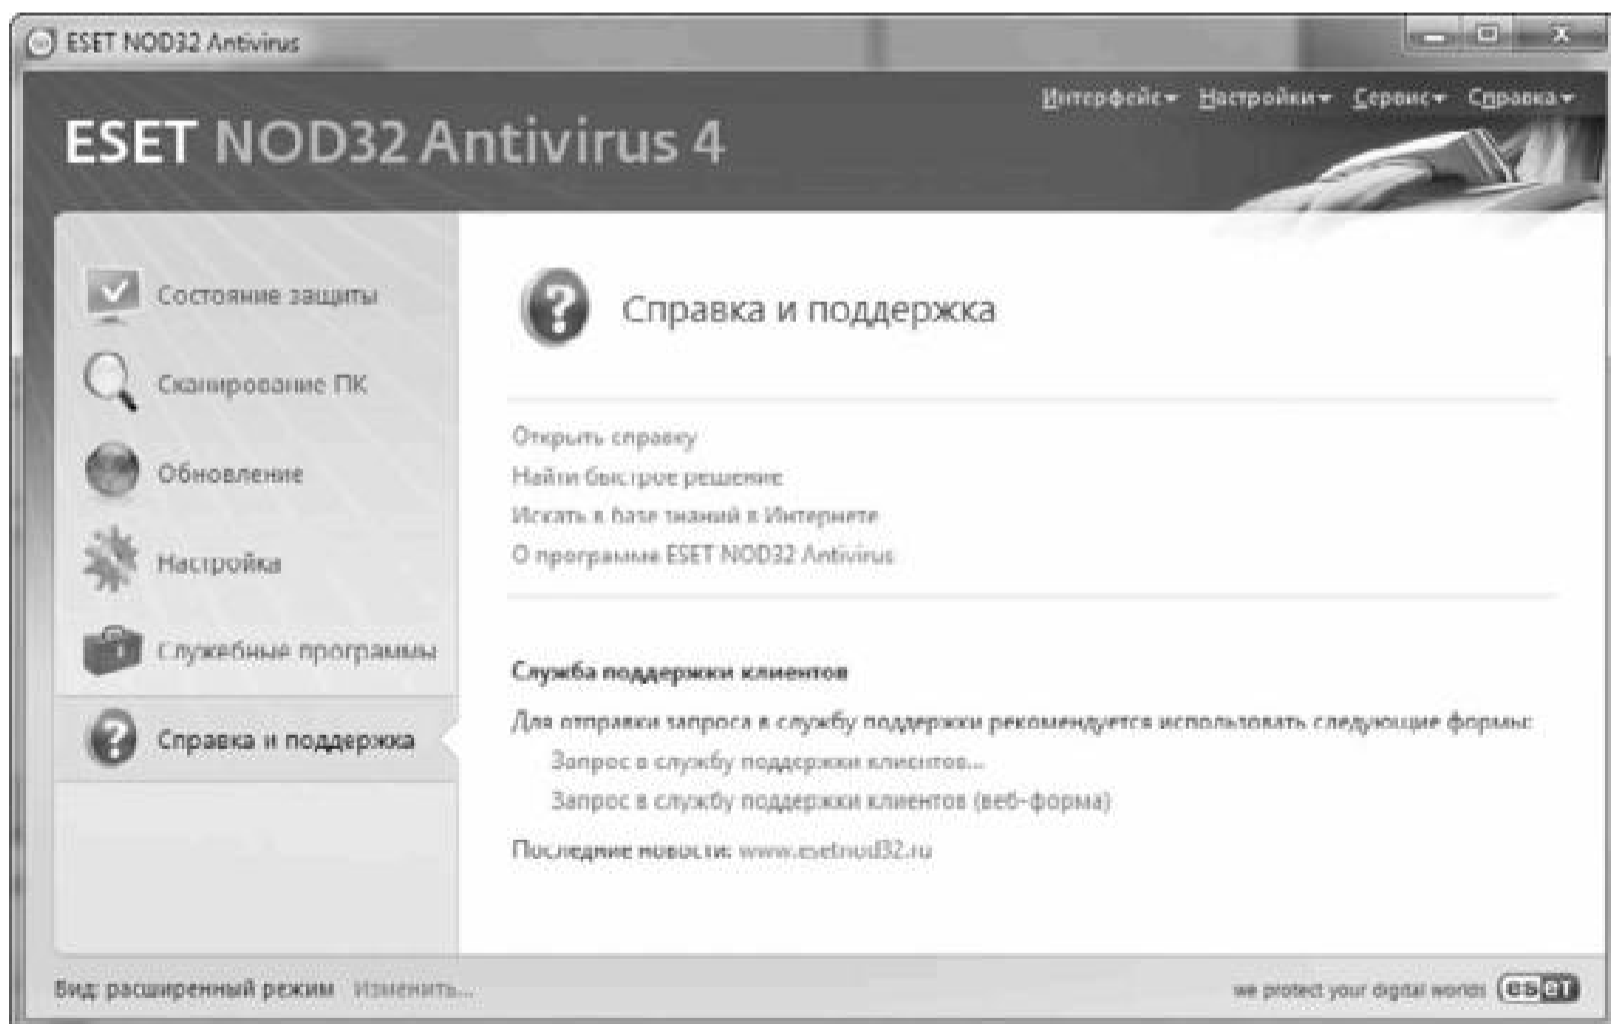 ESET NOD32 Antivirus
Интерфейс Настройки Сервис Справка
ESET NOD32 Antivirus 4
Состояние защиты
Сканирование ПК
Обновление
Настройка
Служебные программы
Справка и поддержка
Справка и поддержка
Открыть справку
Найти быстрое решение
Искать в базе знаний в Интернете
О программе ESET NOD32 Antivirus
Служба поддержки клиентов
Для отправки запроса в службу поддержки рекомендуется использовать следующие формы:
Запрос в службу поддержки клиентов...
Запрос в службу поддержки клиентов (веб-форма)
Последние новости: www.esetnod32.ru
Вид: расширенный режим Изменить...
we protect your digital worlds eseT